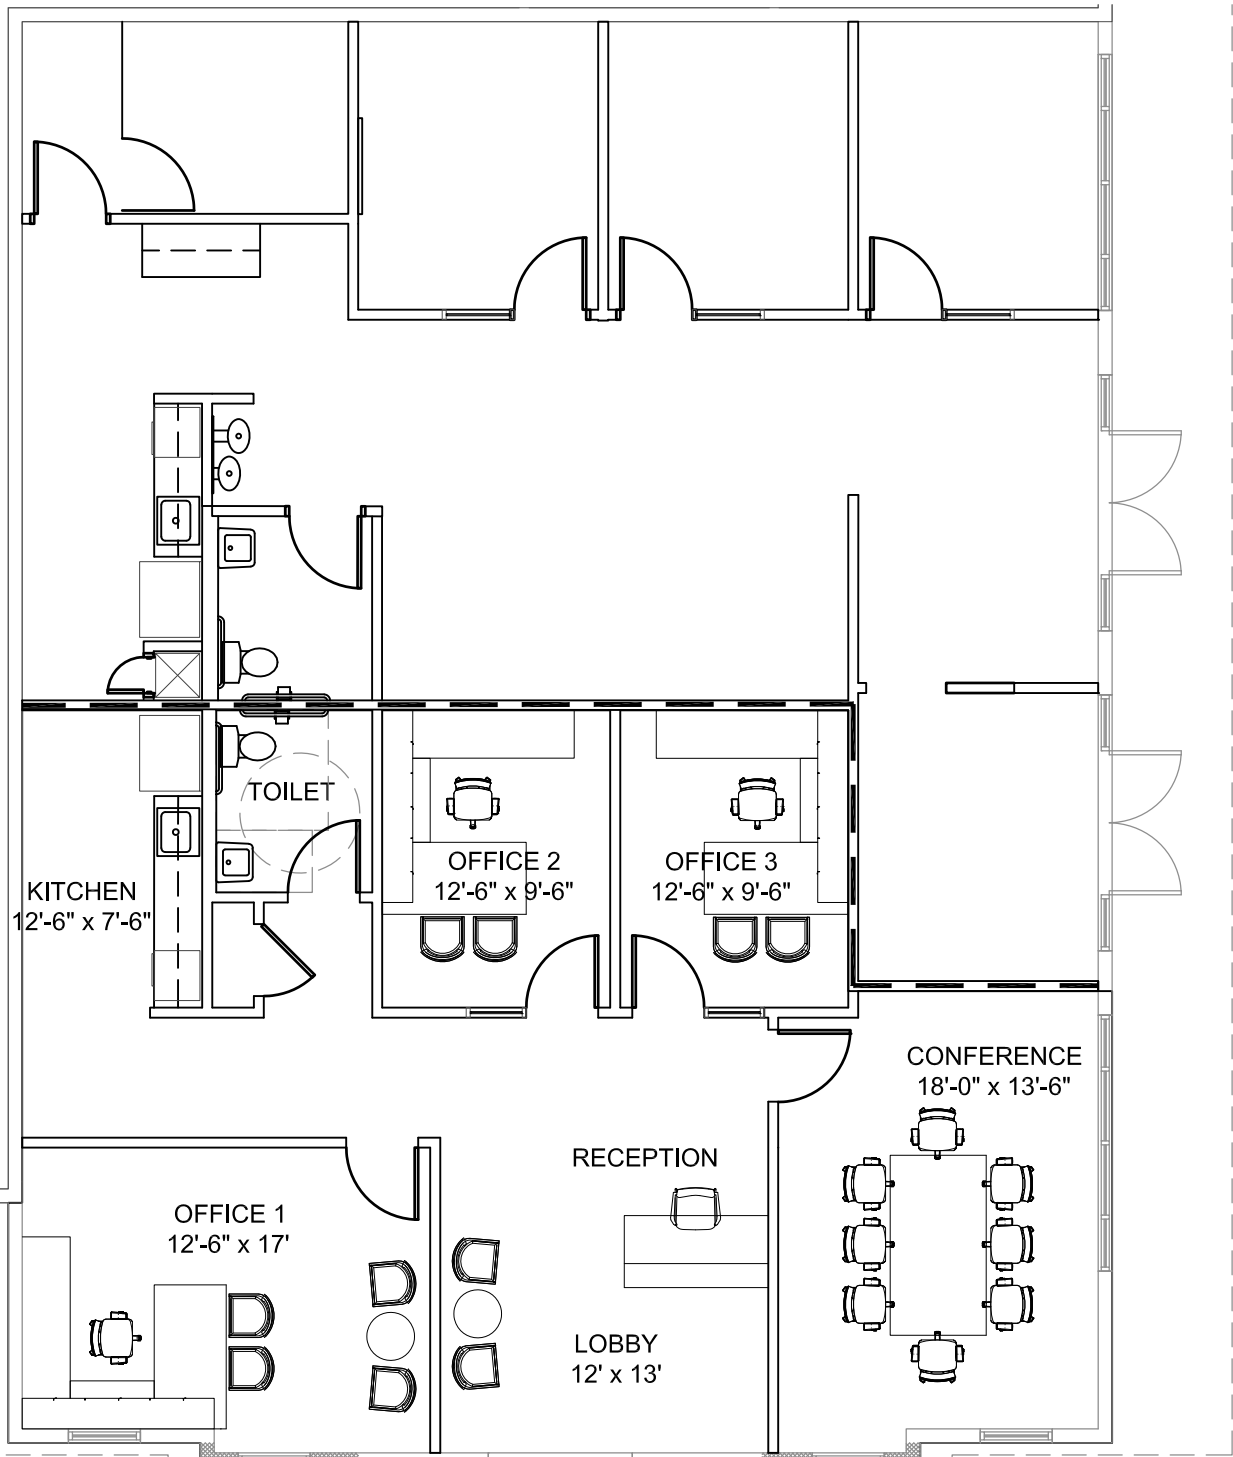 TOILET
OFFICE 2
12'-6" x 9'-6"
OFFICE 3
12'-6" x 9'-6"
KITCHEN
12'-6" x 7'-6"
CONFERENCE
18'-0" x 13'-6"
RECEPTION
OFFICE 1
12'-6" x 17'
LOBBY
12' x 13'